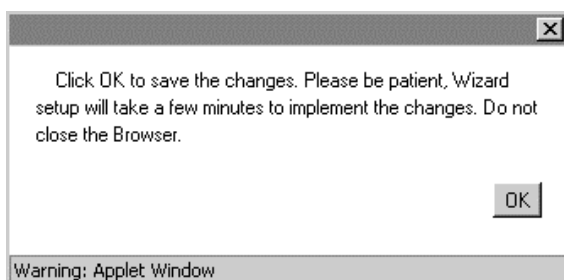 Click OK to save the changes. Please be patient, Wizard
setup will take a few minutes to implement the changes. Do not
close the Browser.
OK
Warning: Applet Window